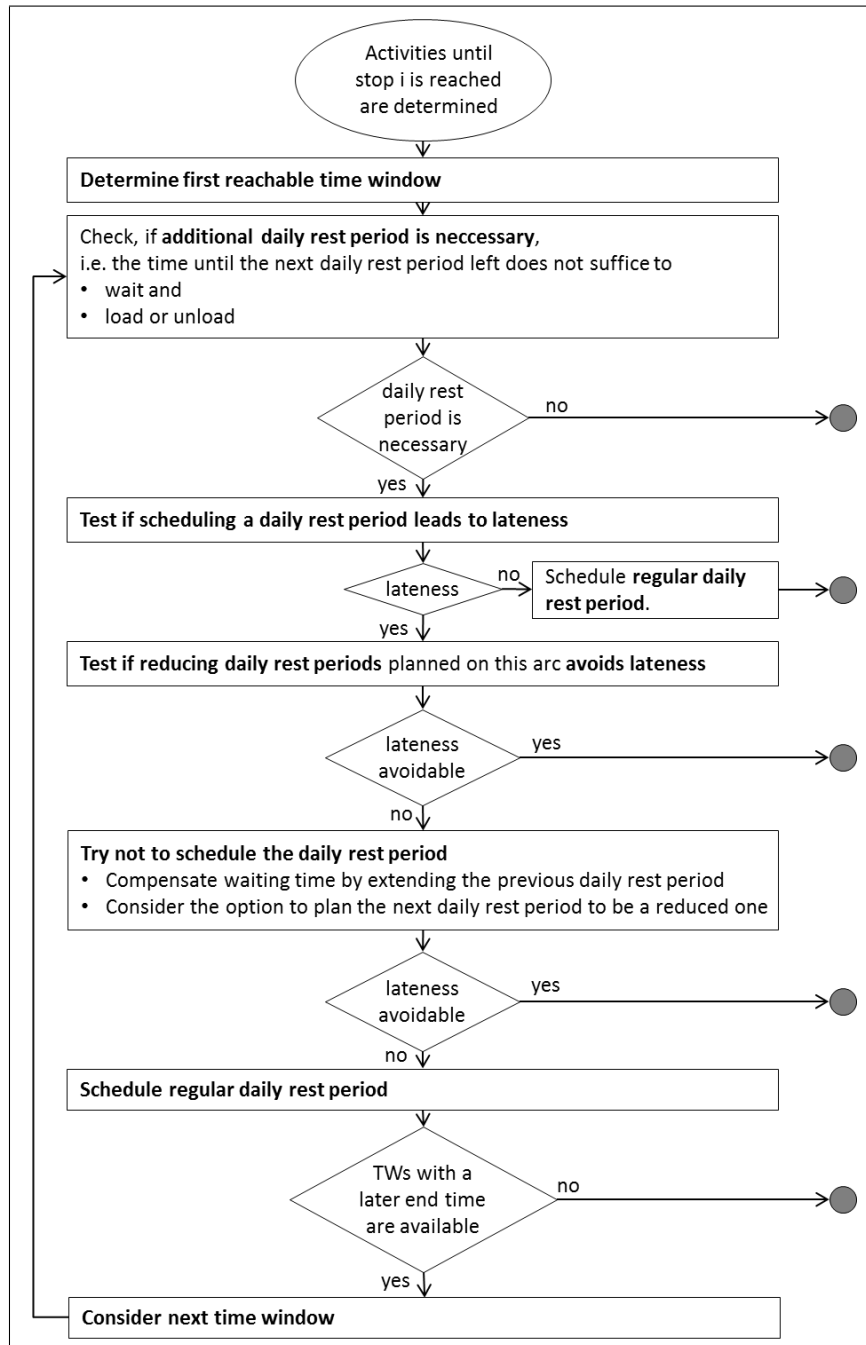 Activities until
stop i is reached
are determined
Determine first reachable time window
Check, if additional daily rest period is neccessary,
i.e. the time until the next daily rest period left does not suffice to
• wait and
• load or unload
daily rest
period is
necessary
no
yes
Test if scheduling a daily rest period leads to lateness
lateness
no
Schedule regular daily
rest period.
yes
Test if reducing daily rest periods planned on this arc avoids lateness
lateness
avoidable
yes
no
Try not to schedule the daily rest period
• Compensate waiting time by extending the previous daily rest period
• Consider the option to plan the next daily rest period to be a reduced one
lateness
avoidable
yes
no
Schedule regular daily rest period
TWs with a
later end time
are available
no
yes
Consider next time window